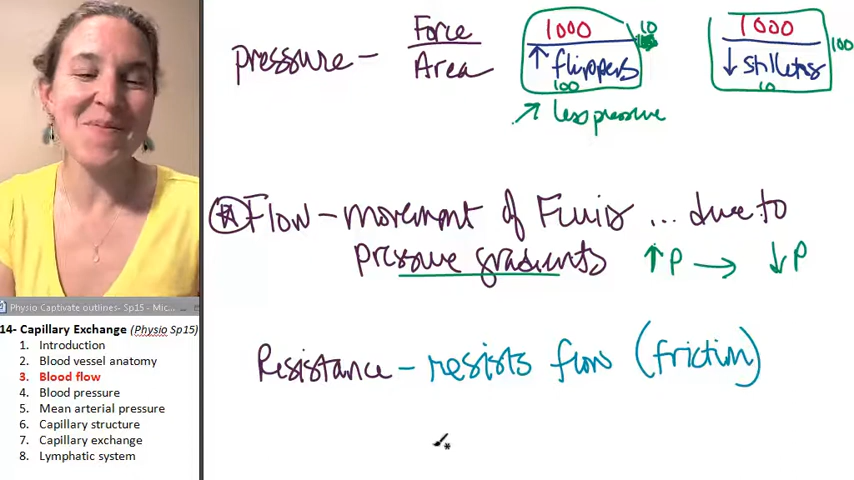 pressure - Force
Area
1000
↑ flippers
100
10
↗ less pressure
1000
↓ stilletos
10
100
* Flow - movement of Fluid ... due to
pressure gradients ↑P → ↓P
Resistance - resists flow (friction)
Physio Captivate outlines- Sp15 - Mic...
14- Capillary Exchange (Physio Sp15)
1. Introduction
2. Blood vessel anatomy
3. Blood flow
4. Blood pressure
5. Mean arterial pressure
6. Capillary structure
7. Capillary exchange
8. Lymphatic system